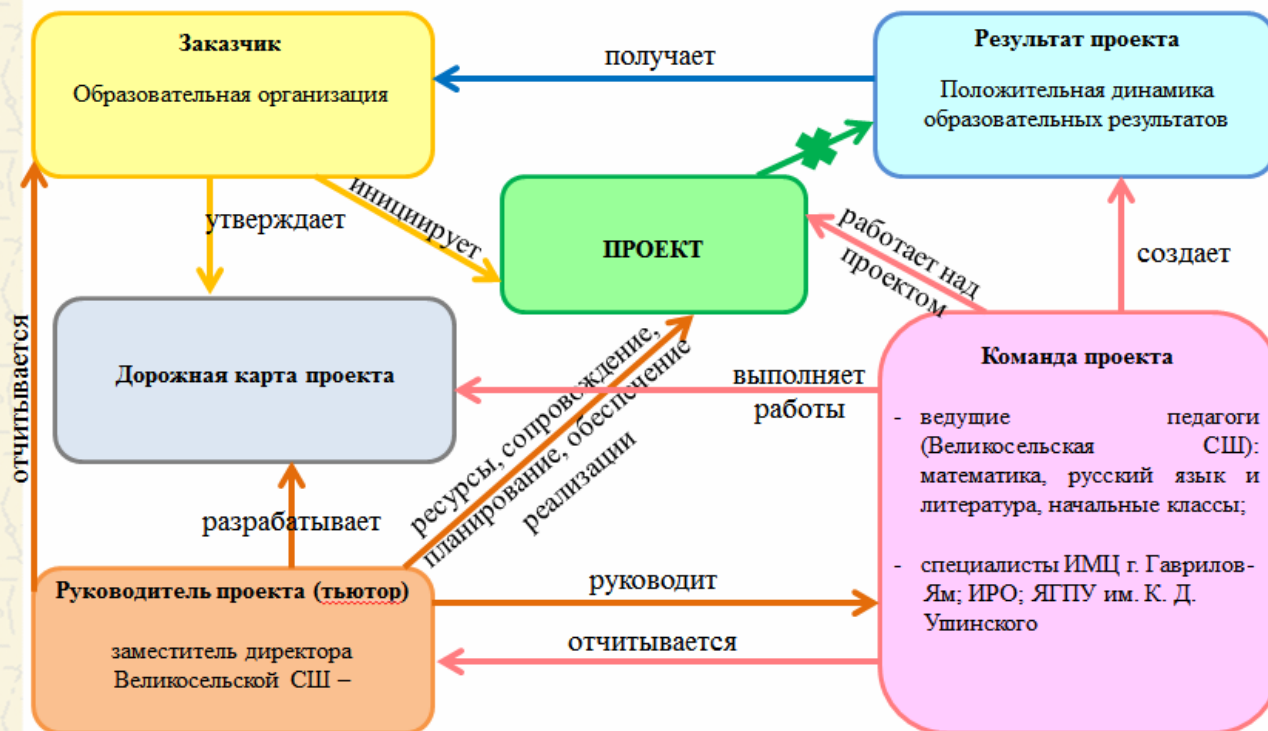 Заказчик
Образовательная организация
получает
Результат проекта
Положительная динамика
образовательных результатов
утверждает
инициирует
ПРОЕКТ
работает над
проектом
создает
отчитывается
Дорожная карта проекта
ресурсы, сопровождение,
планирование, обеспечение
реализации
выполняет
работы
Команда проекта
- ведущие педагоги
(Великосельская СШ):
математика, русский язык и
литература, начальные классы;
- специалисты ИМЦ г. Гаврилов-
Ям; ИРО; ЯГПУ им. К. Д.
Ушинского
разрабатывает
Руководитель проекта (тьютор)
заместитель директора
Великосельской СШ –
руководит
отчитывается